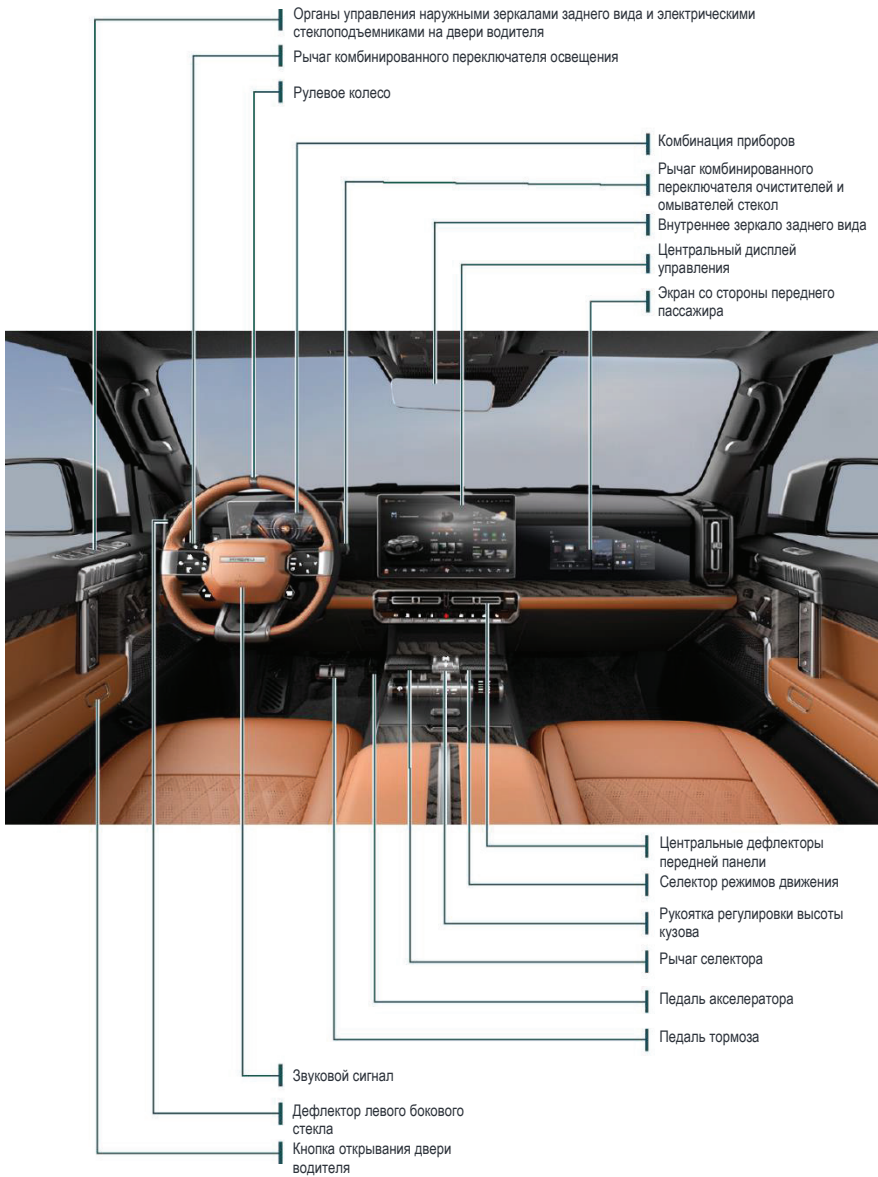 Органы управления наружными зеркалами заднего вида и электрическими
стеклоподъемниками на двери водителя
Рычаг комбинированного переключателя освещения
Рулевое колесо
Комбинация приборов
Рычаг комбинированного
переключателя очистителей и
омывателей стекол
Внутреннее зеркало заднего вида
Центральный дисплей
управления
Экран со стороны переднего
пассажира
Центральные дефлекторы
передней панели
Селектор режимов движения
Рукоятка регулировки высоты
кузова
Рычаг селектора
Педаль акселератора
Педаль тормоза
Звуковой сигнал
Дефлектор левого бокового
стекла
Кнопка открывания двери
водителя